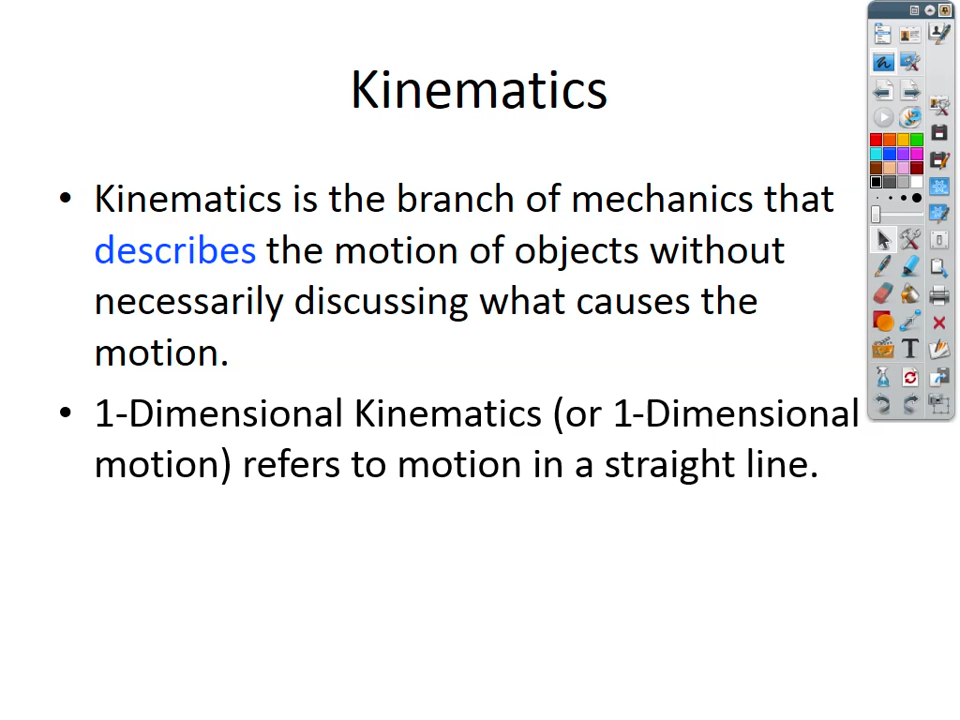 Kinematics
• Kinematics is the branch of mechanics that
describes the motion of objects without
necessarily discussing what causes the
motion.
• 1-Dimensional Kinematics (or 1-Dimensional
motion) refers to motion in a straight line.